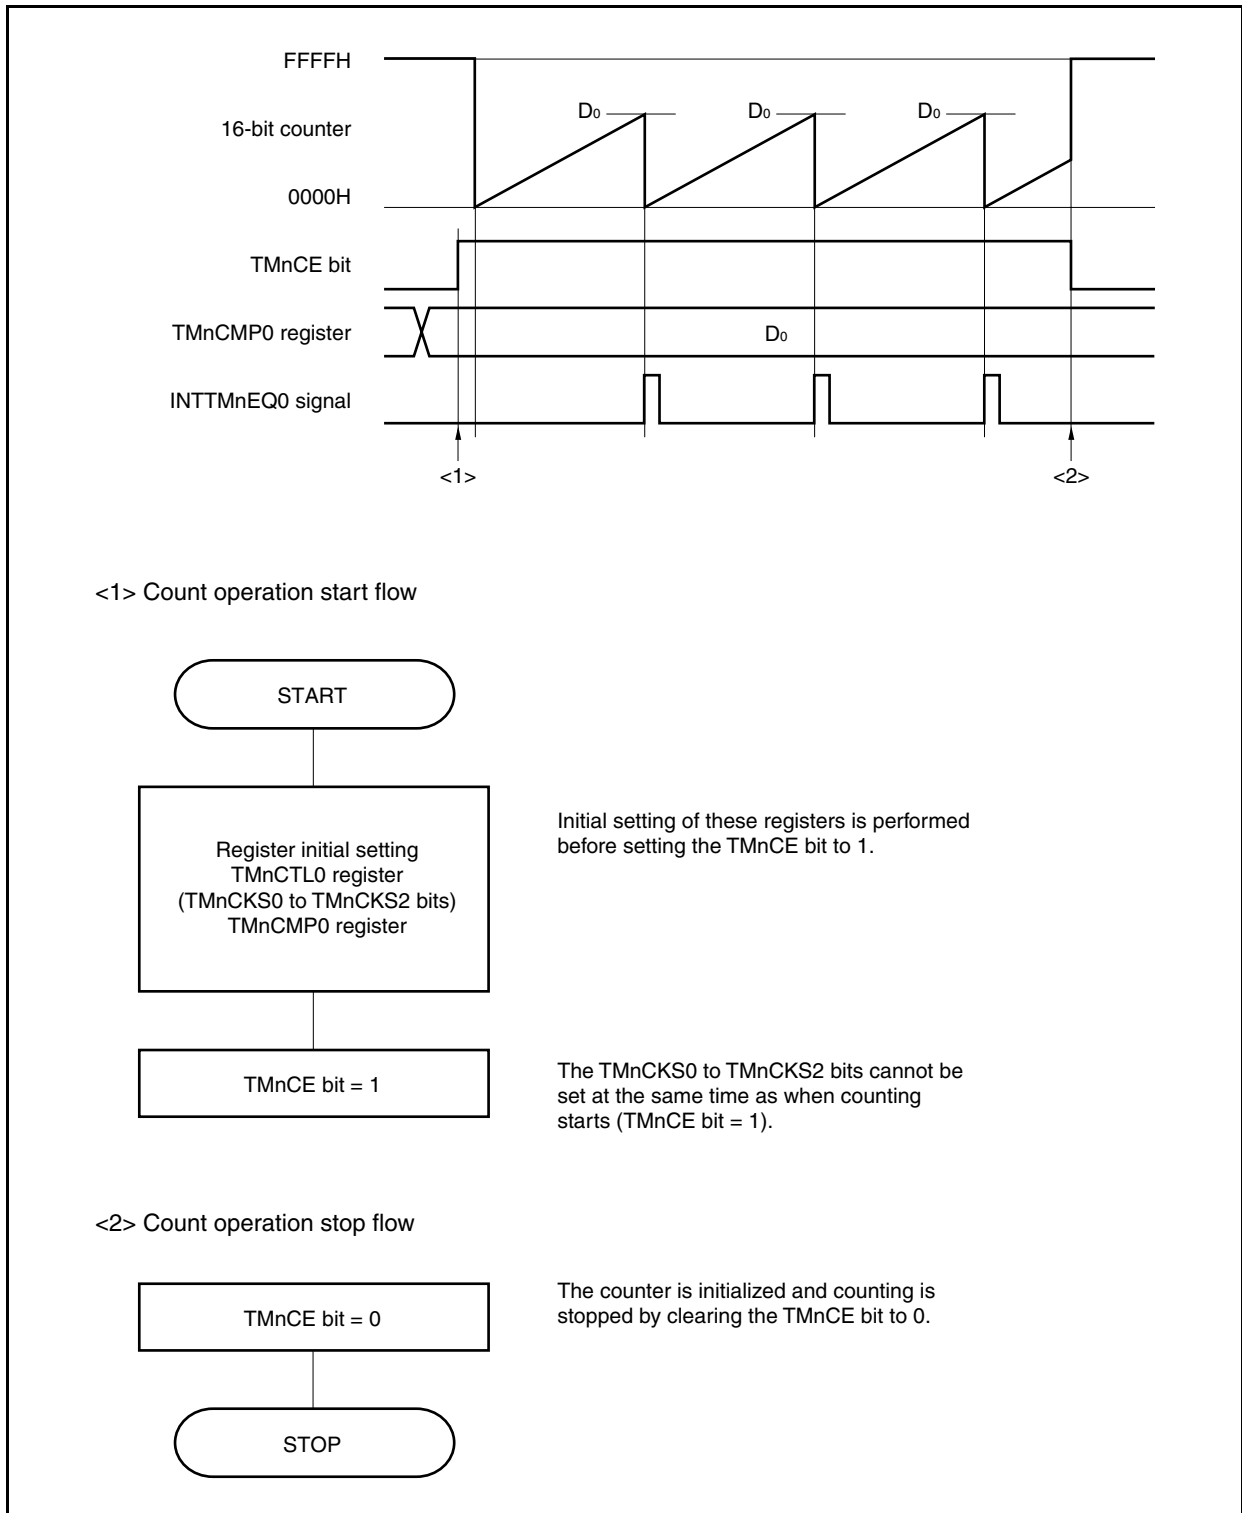 FFFFH
16-bit counter
0000H
D0
D0
D0
TMnCE bit
TMnCMP0 register
D0
INTTMnEQ0 signal
<1>
<2>
<1> Count operation start flow
START
Register initial setting
TMnCTL0 register
(TMnCKS0 to TMnCKS2 bits)
TMnCMP0 register
Initial setting of these registers is performed
before setting the TMnCE bit to 1.
TMnCE bit = 1
The TMnCKS0 to TMnCKS2 bits cannot be
set at the same time as when counting
starts (TMnCE bit = 1).
<2> Count operation stop flow
TMnCE bit = 0
The counter is initialized and counting is
stopped by clearing the TMnCE bit to 0.
STOP